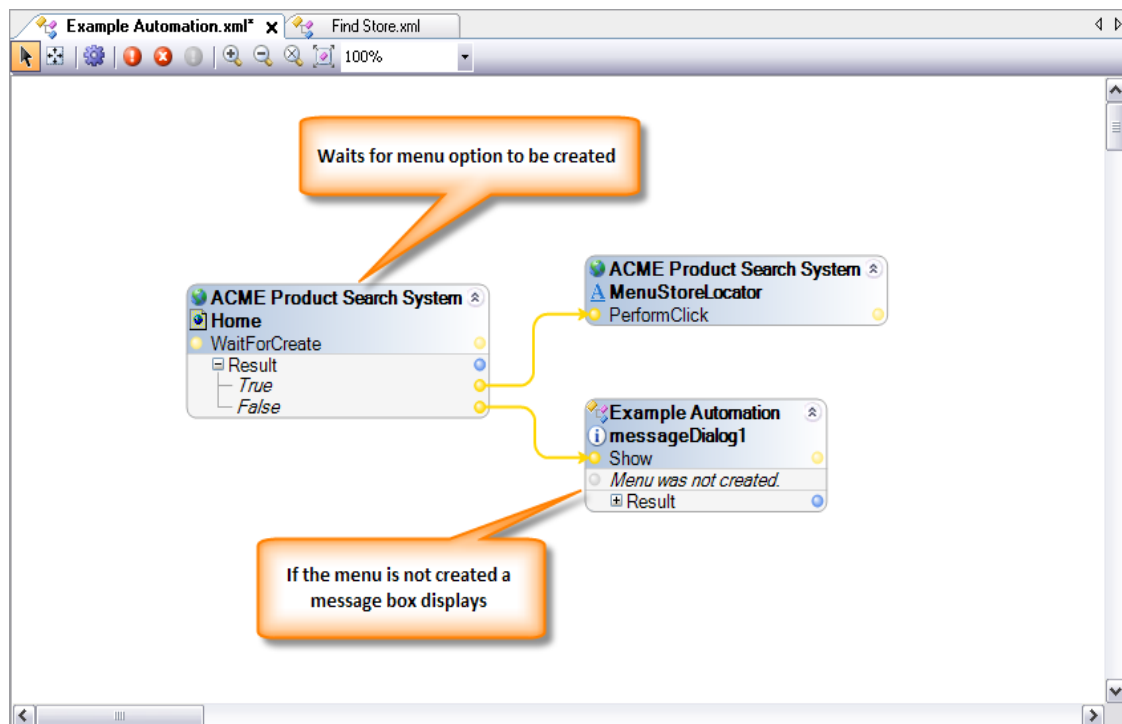 Example Automation.xml*
Find Store.xml
100%
Waits for menu option to be created
ACME Product Search System
Home
WaitForCreate
Result
True
False
ACME Product Search System
MenuStoreLocator
PerformClick
Example Automation
messageDialog1
Show
Menu was not created.
Result
If the menu is not created a
message box displays